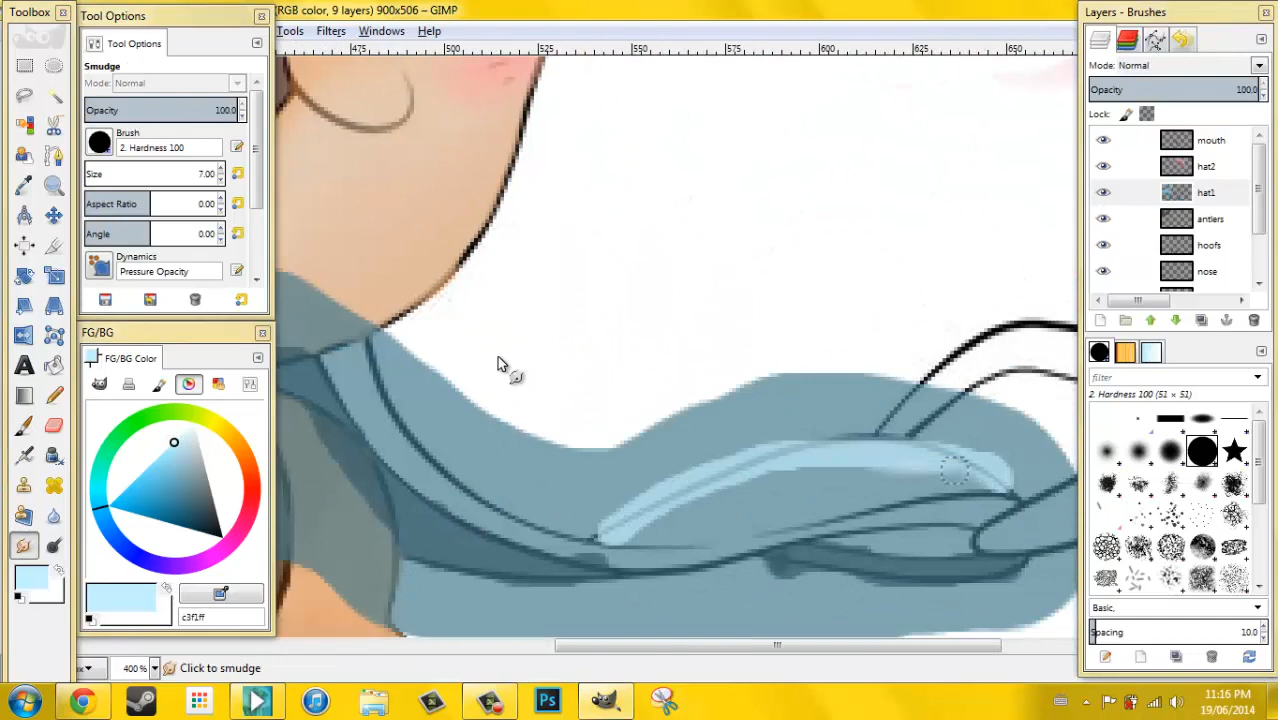 Toolbox
Tool Options
RGB color, 9 layers) 900x506 – GIMP
Layers - Brushes
Tools Filters Windows Help
Tool Options
475 500 525 550 575 600 625 650
Smudge
Mode: Normal
Opacity 100.0
Brush
2. Hardness 100
Size 7.00
Aspect Ratio 0.00
Angle 0.00
Dynamics
Pressure Opacity
FG/BG
FG/BG Color
c3f1ff
Mode: Normal
Opacity 100.0
Lock:
mouth
hat2
hat1
antlers
hoofs
nose
filter
2. Hardness 100 (51 × 51)
Basic,
Spacing 10.0
400 % Click to smudge
Ps
11:16 PM
19/06/2014